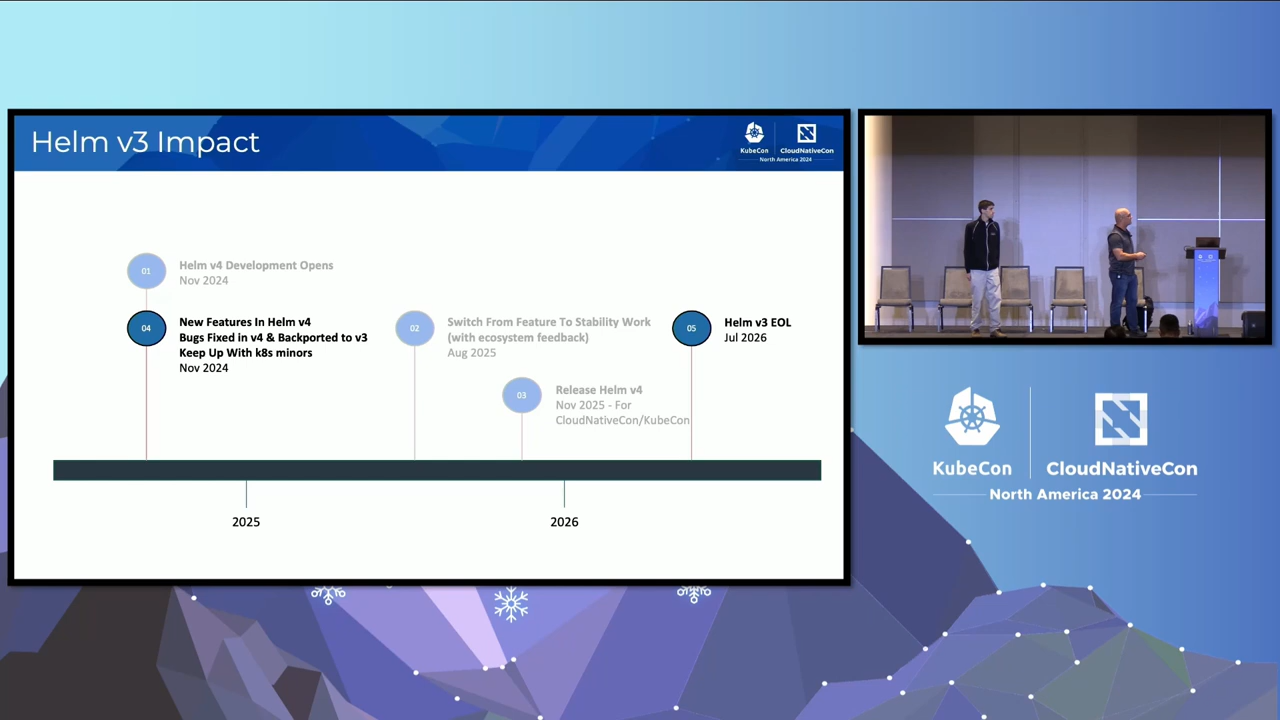 Helm v3 Impact
KubeCon
CloudNativeCon
North America 2024
01
Helm v4 Development Opens
Nov 2024
04
New Features In Helm v4
Bugs Fixed in v4 & Backported to v3
Keep Up With k8s minors
Nov 2024
02
Switch From Feature To Stability Work
(with ecosystem feedback)
Aug 2025
05
Helm v3 EOL
Jul 2026
03
Release Helm v4
Nov 2025 - For
CloudNativeCon/KubeCon
2025
2026
KubeCon
CloudNativeCon
North America 2024